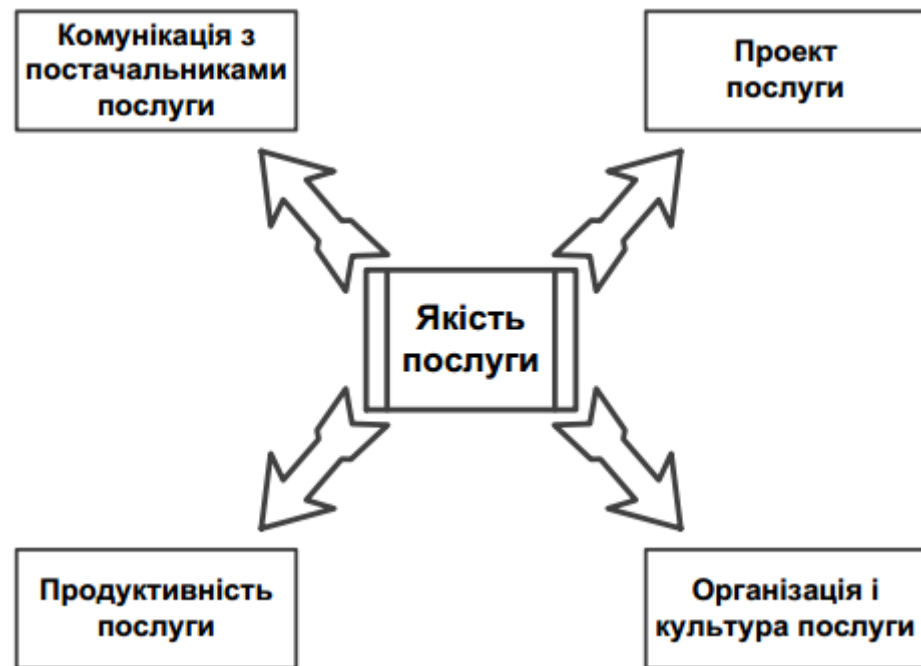 Комунікація з
постачальниками
послуги
Проект
послуги
Якість
послуги
Продуктивність
послуги
Організація і
культура послуги